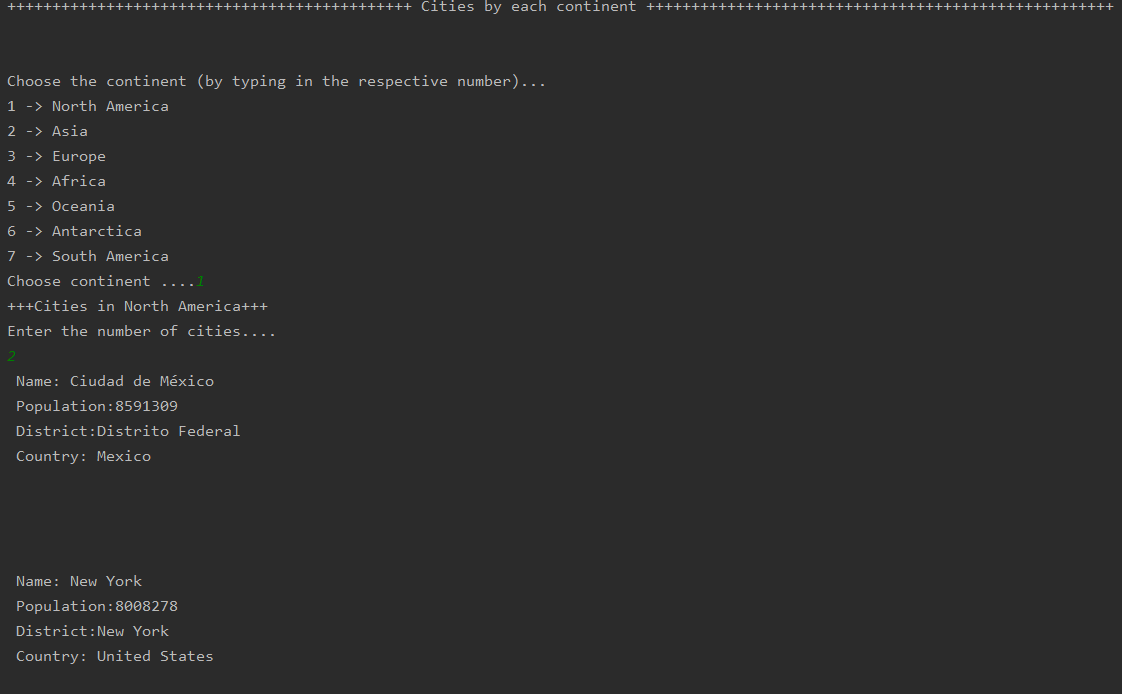 +++++++++++++++++++++++++++++++++++++++++++++ Cities by each continent ++++++++++++++++++++++++++++++++++++++++++++++++++++
Choose the continent (by typing in the respective number)...
1 -> North America
2 -> Asia
3 -> Europe
4 -> Africa
5 -> Oceania
6 -> Antarctica
7 -> South America
Choose continent ....1
+++Cities in North America+++
Enter the number of cities....
2
Name: Ciudad de México
Population:8591309
District:Distrito Federal
Country: Mexico
Name: New York
Population:8008278
District:New York
Country: United States